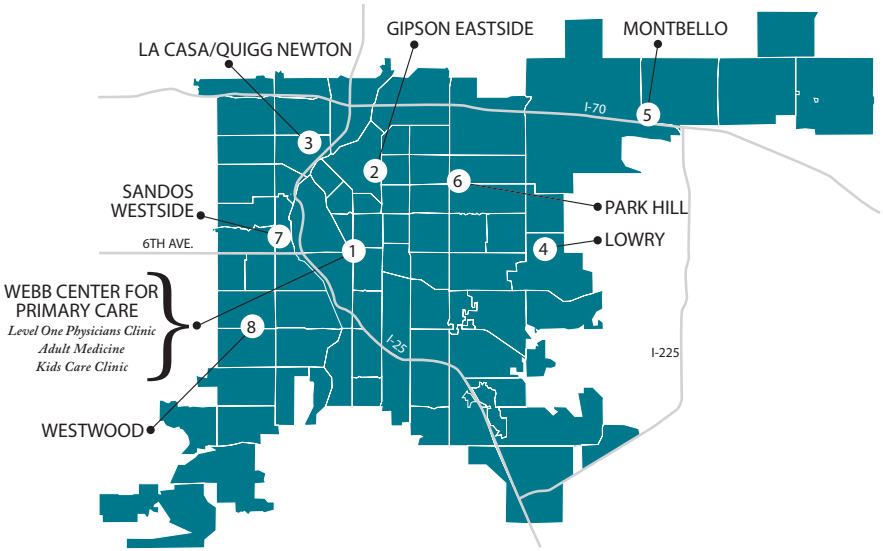 GIPSON EASTSIDE
MONTBELLO
LA CASA/QUIGG NEWTON
I-70
5
3
2
6
SANDOS
WESTSIDE
PARK HILL
7
6TH AVE.
1
4
LOWRY
WEBB CENTER FOR
PRIMARY CARE
Level One Physicians Clinic
Adult Medicine
Kids Care Clinic
8
I-25
I-225
WESTWOOD